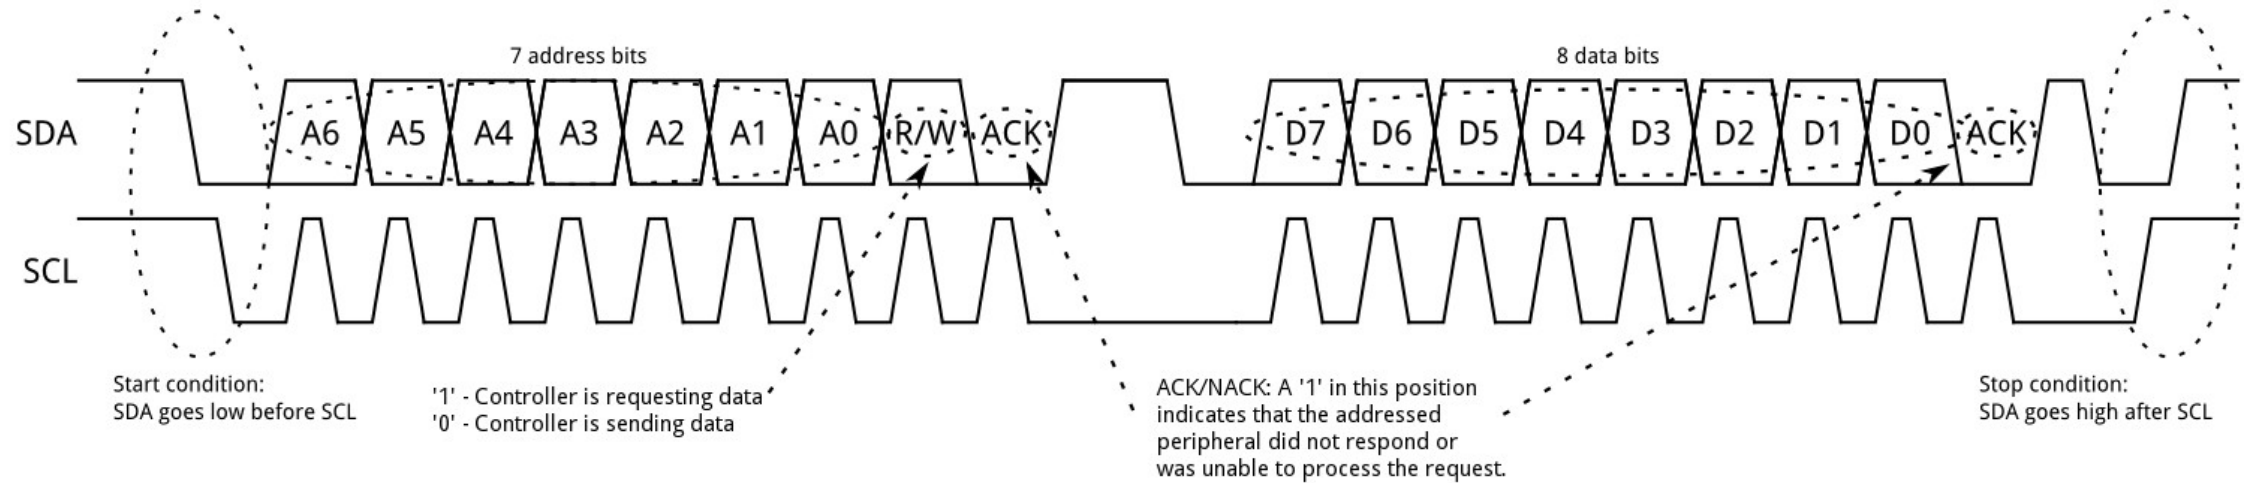 7 address bits
8 data bits
SDA
A6 A5 A4 A3 A2 A1 A0 R/W ACK
D7 D6 D5 D4 D3 D2 D1 D0 ACK
SCL
Start condition:
SDA goes low before SCL
'1' - Controller is requesting data
'0' - Controller is sending data
ACK/NACK: A '1' in this position
indicates that the addressed
peripheral did not respond or
was unable to process the request.
Stop condition:
SDA goes high after SCL